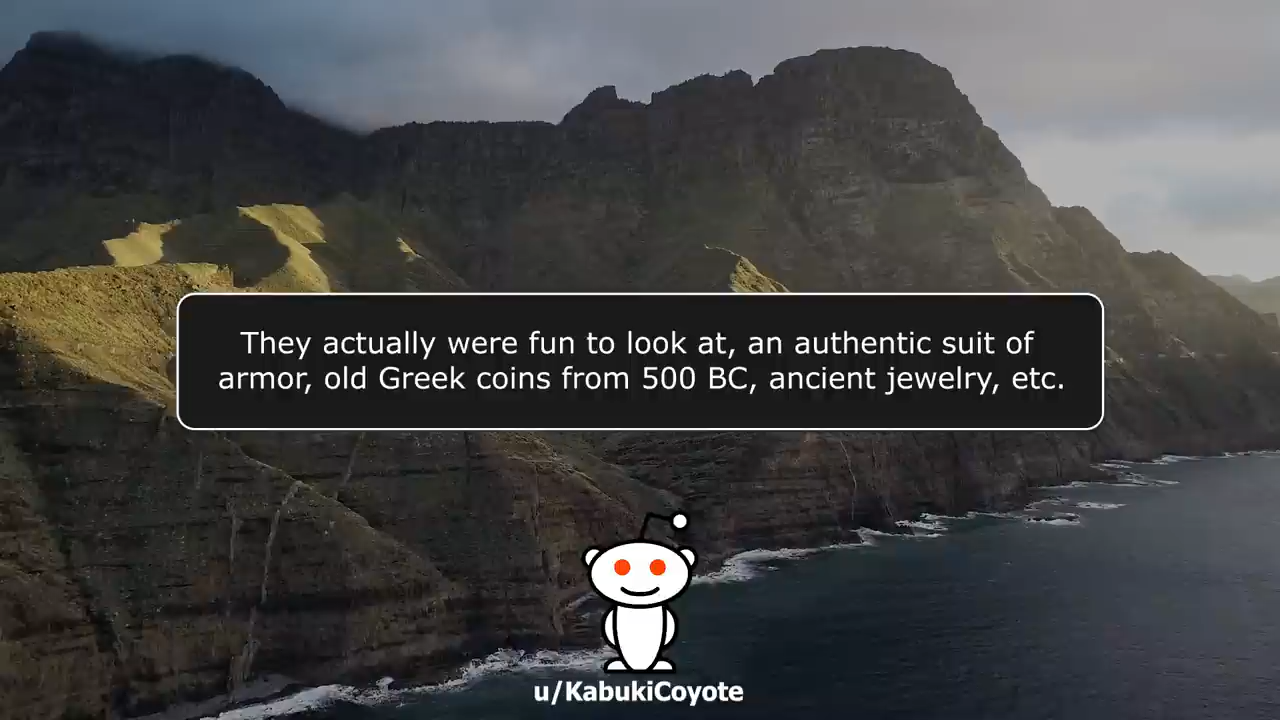 They actually were fun to look at, an authentic suit of
armor, old Greek coins from 500 BC, ancient jewelry, etc.
u/KabukiCoyote